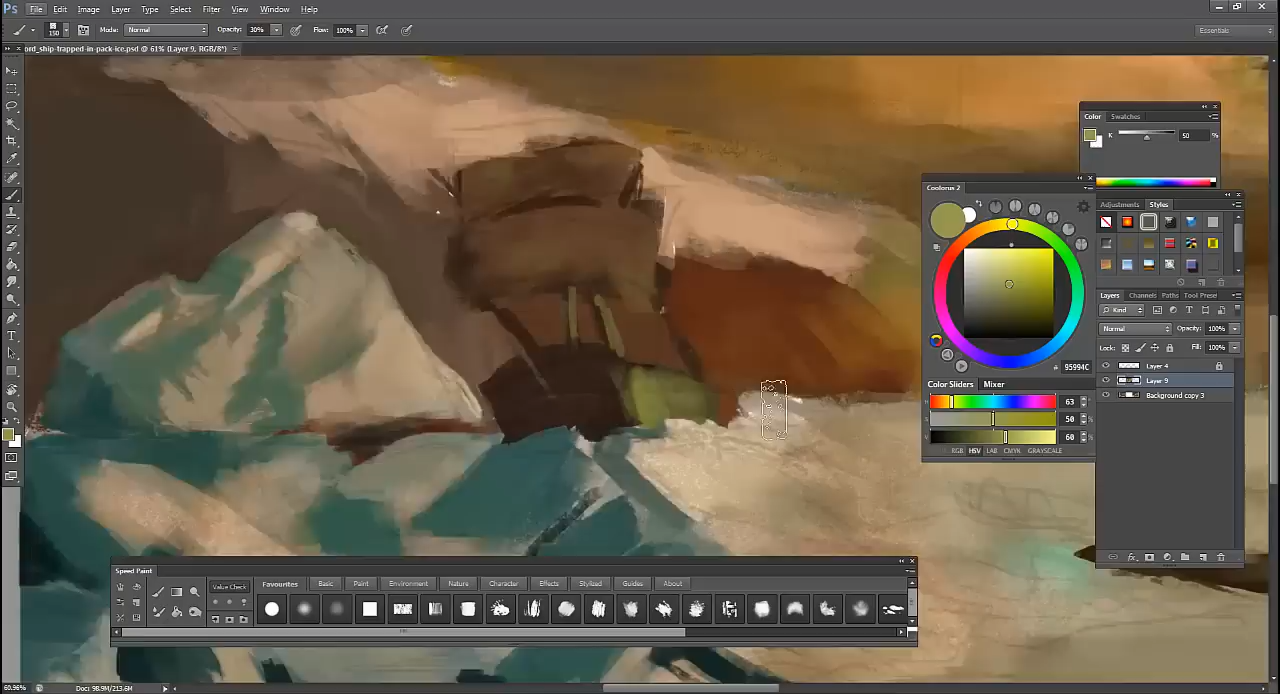 Ps File Edit Image Layer Type Select Filter View Window Help
150 Mode: Normal Opacity: 30% Flow: 100% Essentials
ord_ship-trapped-in-pack-ice.psd @ 61% (Layer 9, RGB/8*) ×
Color Swatches
K 50 %
Coolorus 2
# 95994C
Color Sliders Mixer
H 63 °
S 50 %
V 60 %
RGB HSV LAB CMYK GRAYSCALE
Adjustments Styles
Layers Channels Paths Tool Prese
Kind
Normal Opacity: 100%
Lock: Fill: 100%
Layer 4
Layer 9
Background copy 3
Speed Paint
Value Check
Favourites Basic Paint Environment Nature Character Effects Stylized Guides About
60.96% Doc: 98.9M/213.6M